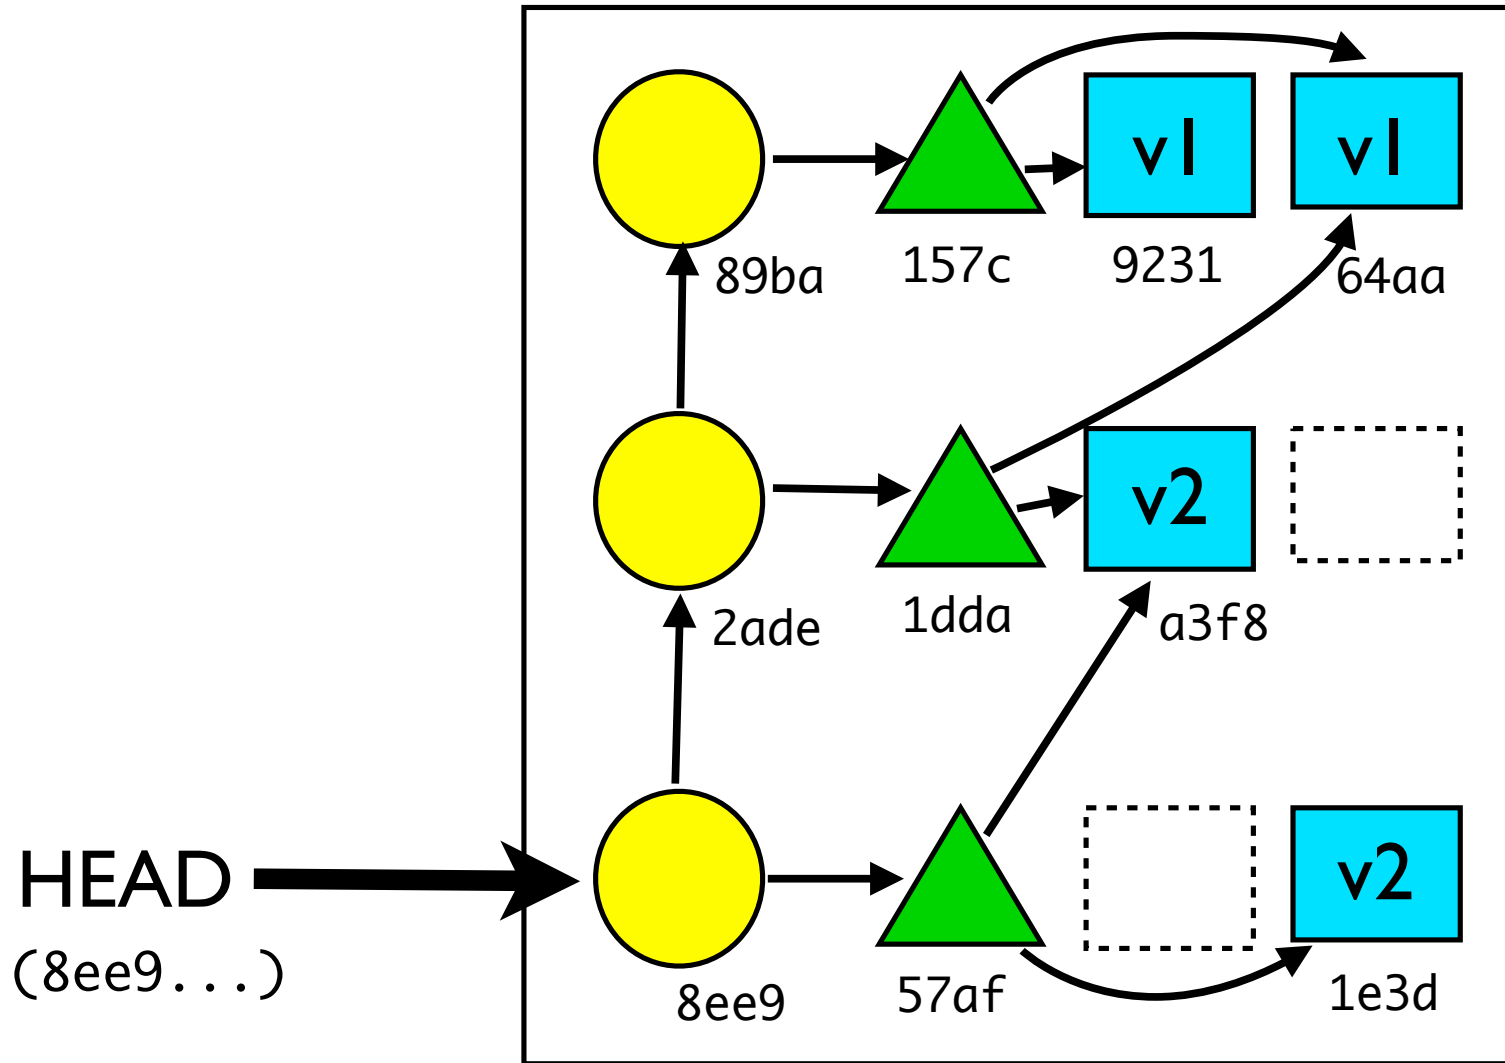 v1
v1
89ba
157c
9231
64aa
v2
2ade
1dda
a3f8
HEAD
(8ee9...)
v2
8ee9
57af
1e3d